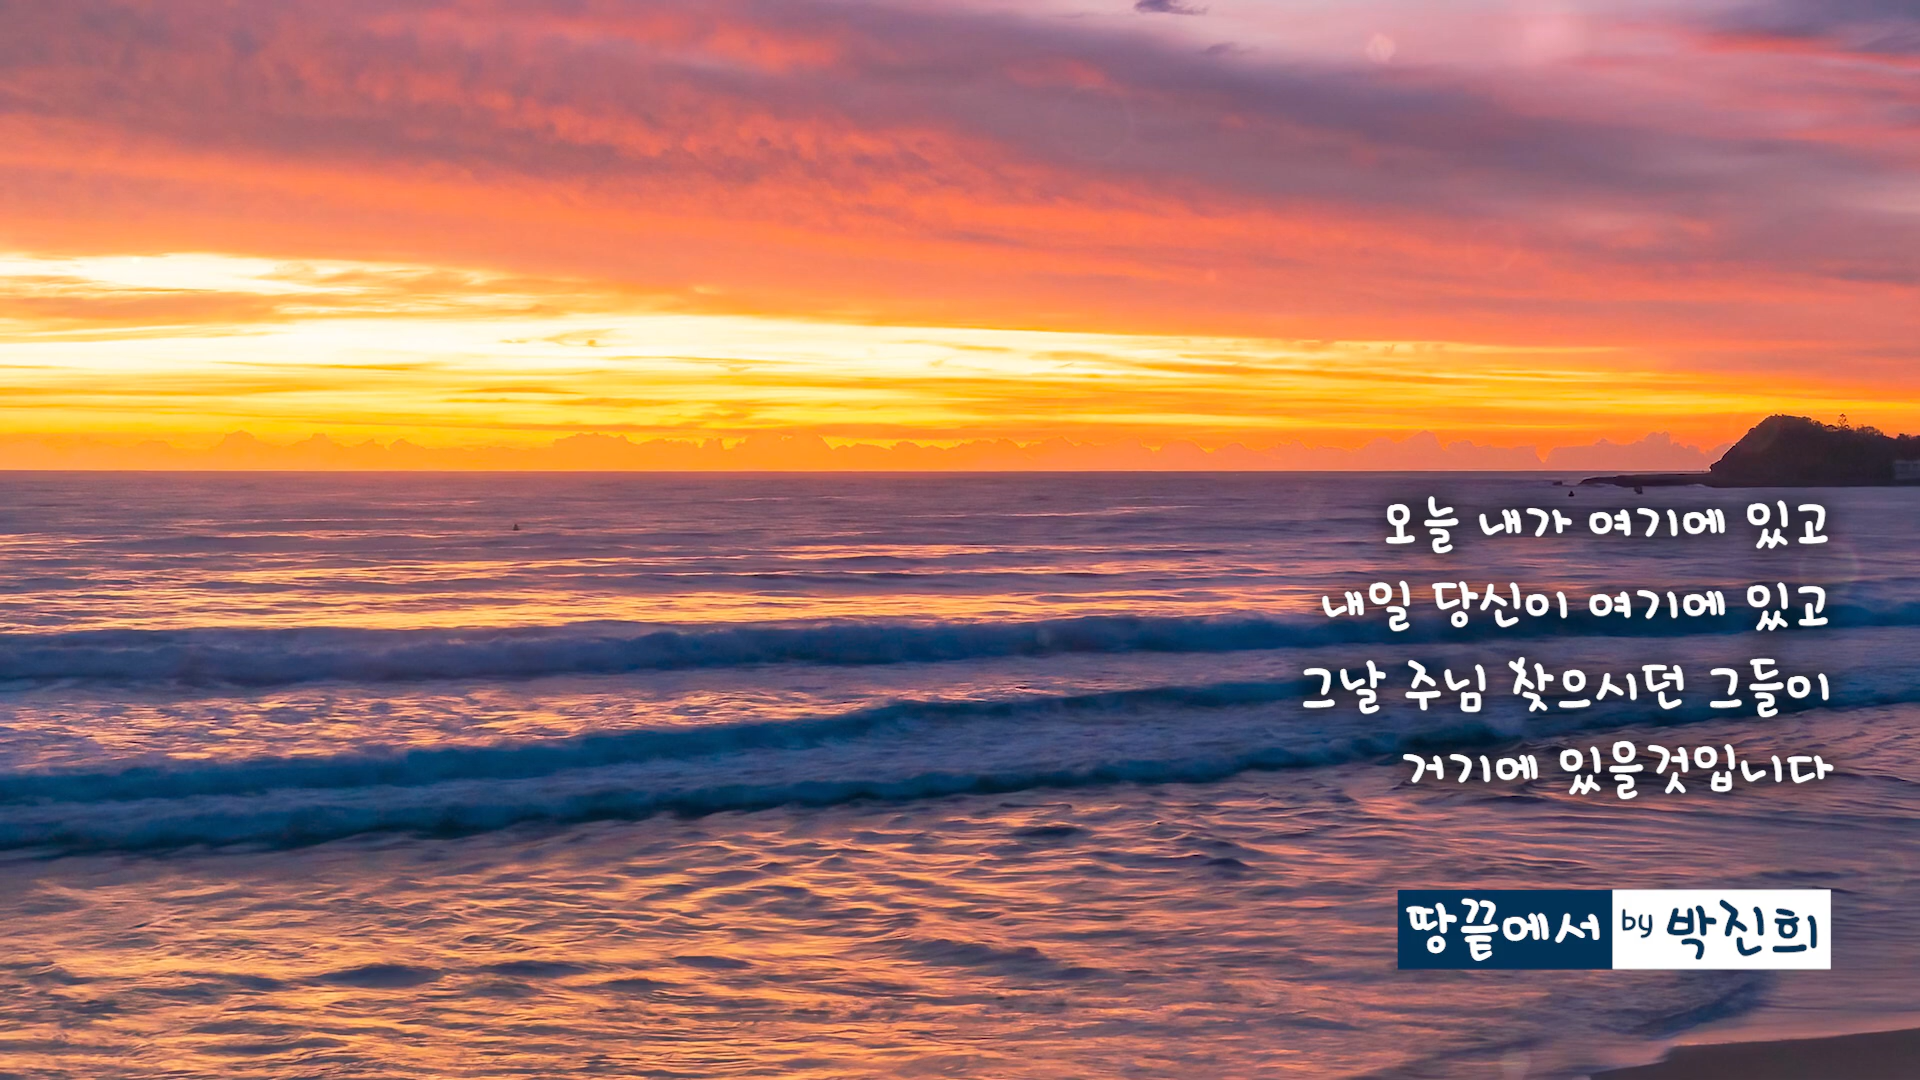 오늘 내가 여기에 있고
내일 당신이 여기에 있고
그날 주님 찾으시던 그들이
거기에 있을것입니다
땅끝에서 by 박진희